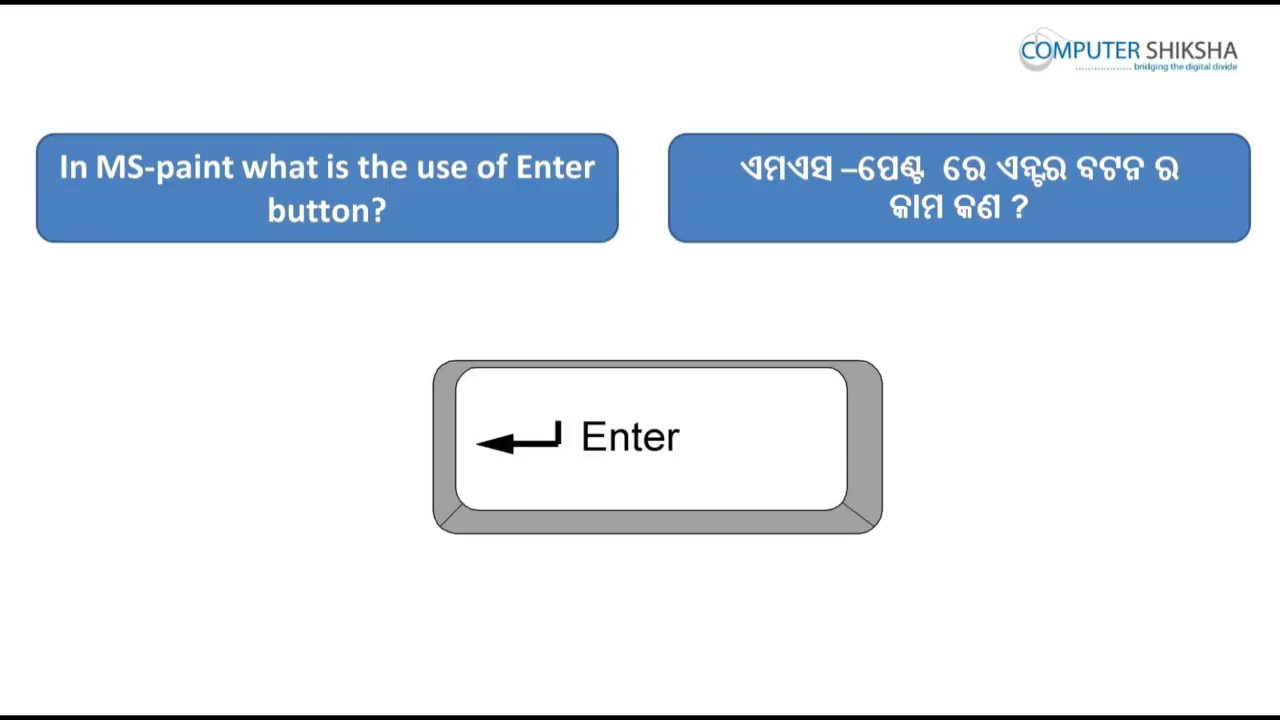 COMPUTER SHIKSHA
bridging the digital divide
In MS-paint what is the use of Enter
button?
ଏମଏସ –ପେଣ୍ଟ ରେ ଏନ୍ଟର ବଟନ ର
କାମ କଣ ?
Enter